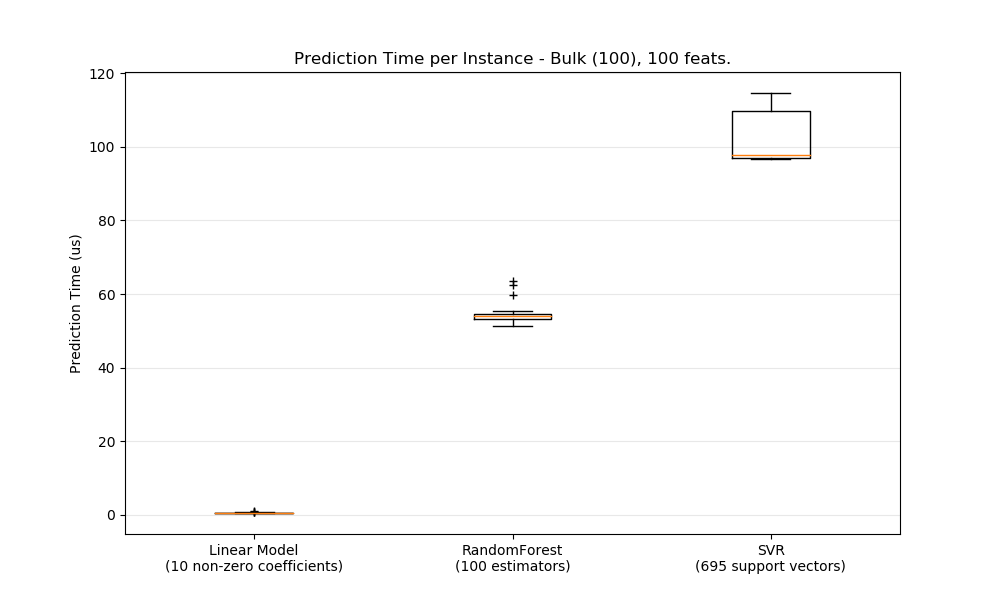 Prediction Time per Instance - Bulk (100), 100 feats.
120
100
80
60
40
20
0
Prediction Time (us)
Linear Model
(10 non-zero coefficients)
RandomForest
(100 estimators)
SVR
(695 support vectors)